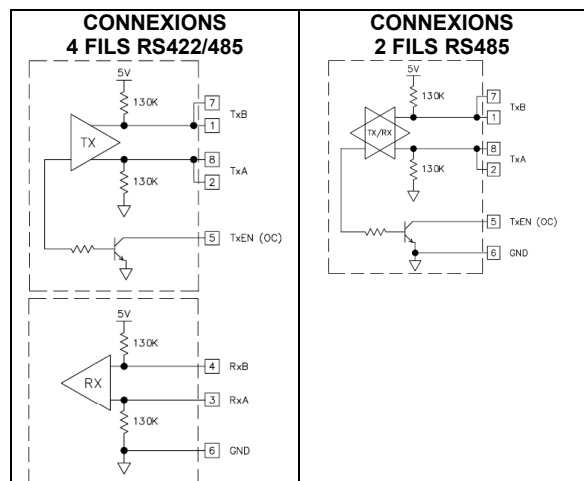 CONNEXIONS
4 FILS RS422/485
5V
130K
7
TxB
1
TX
8
TxA
130K
2
5
TxEN (OC)
5V
130K
4
RxB
RX
3
RxA
130K
6
GND
CONNEXIONS
2 FILS RS485
5V
130K
7
TxB
1
TX/RX
8
TxA
130K
2
5
TxEN (OC)
6
GND